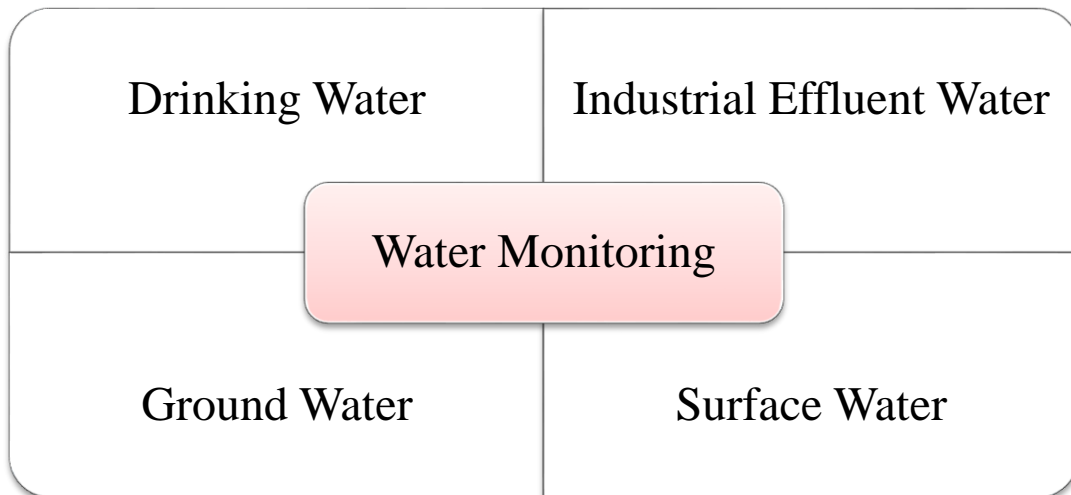 Drinking Water
Industrial Effluent Water
Water Monitoring
Ground Water
Surface Water